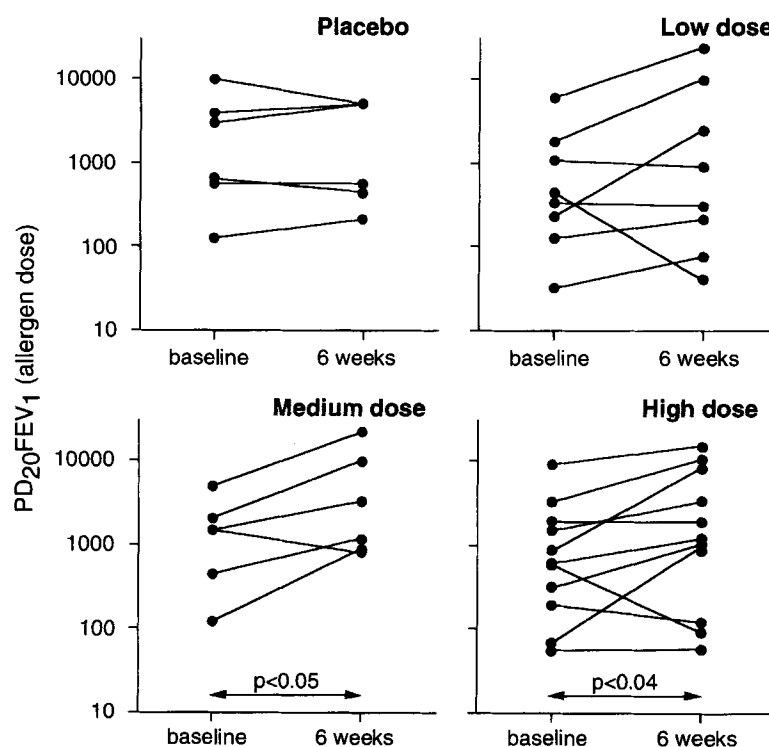 Placebo
Low dose
10000
1000
100
10
baseline
6 weeks
baseline
6 weeks
PD20FEV1 (allergen dose)
Medium dose
High dose
10000
1000
100
10
p<0.05
p<0.04
baseline
6 weeks
baseline
6 weeks